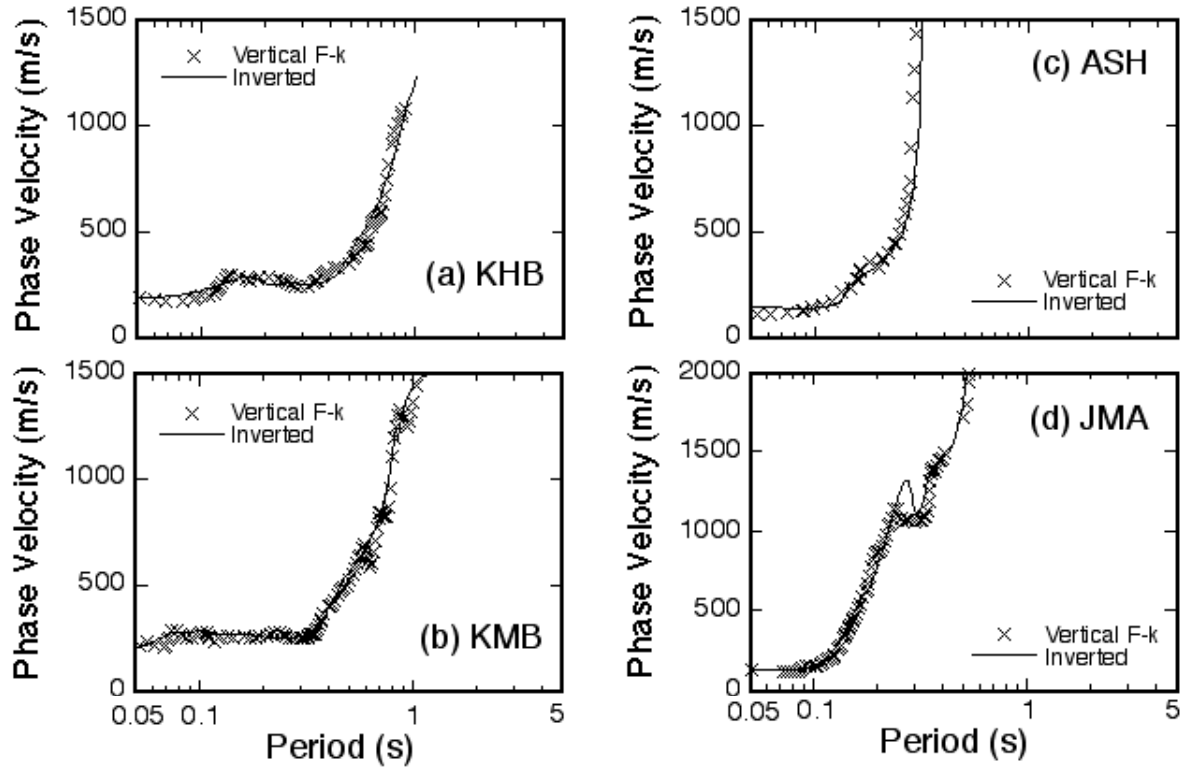 Phase Velocity (m/s)
1500
1000
500
0
Vertical F-k
Inverted
(a) KHB
Phase Velocity (m/s)
1500
1000
500
0
(c) ASH
Vertical F-k
Inverted
Phase Velocity (m/s)
1500
1000
500
0
Vertical F-k
Inverted
(b) KMB
0.05 0.1 1 5
Period (s)
Phase Velocity (m/s)
2000
1500
1000
500
0
(d) JMA
Vertical F-k
Inverted
0.05 0.1 1 5
Period (s)